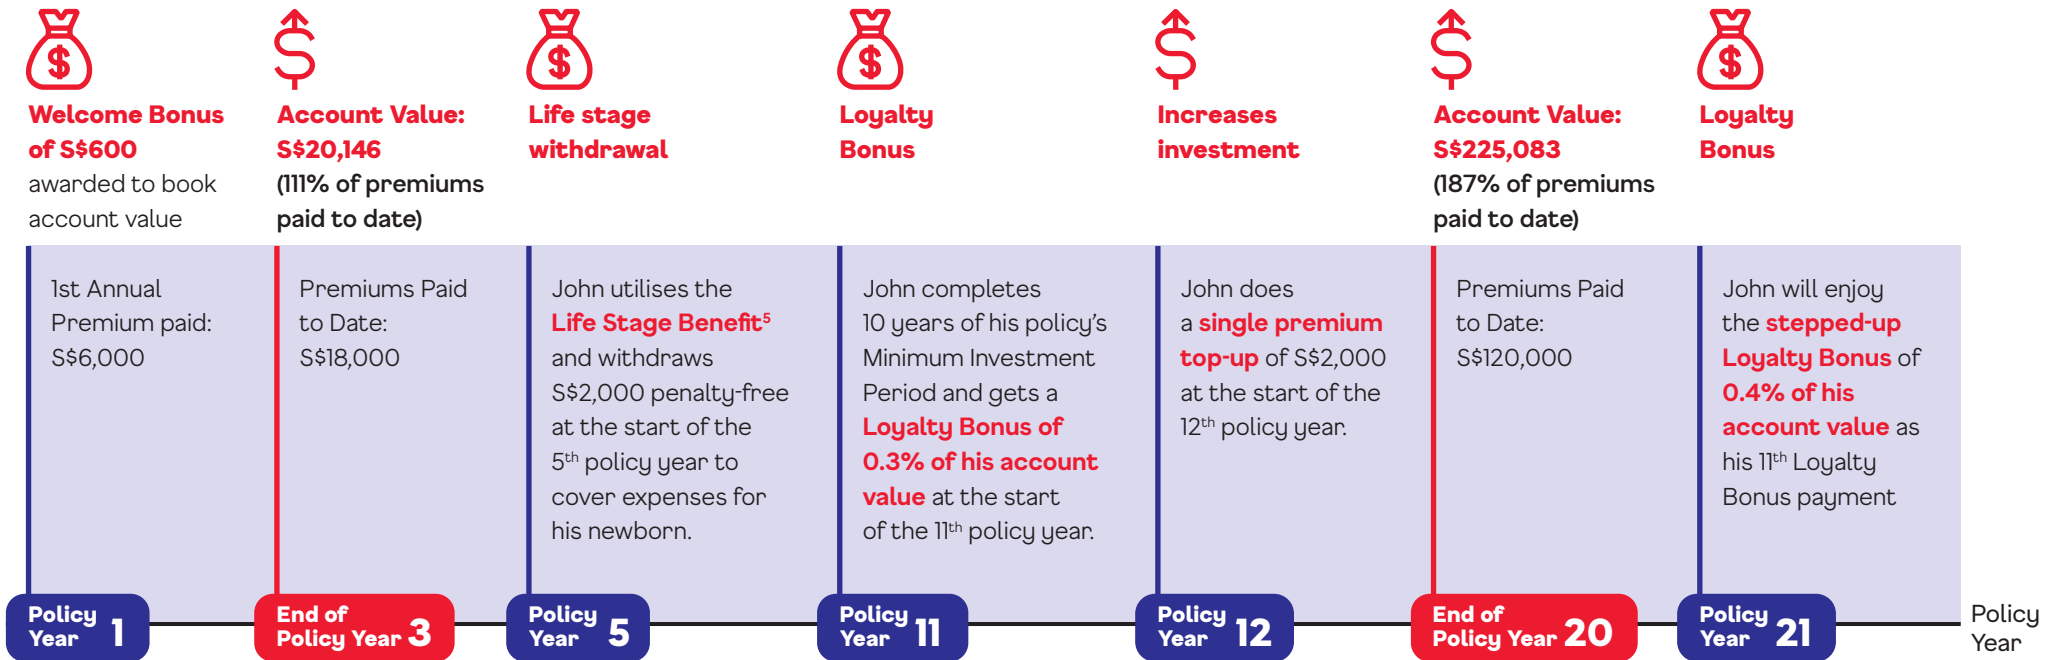 Welcome Bonus
of S$600
awarded to book
account value
Account Value:
S$20,146
(111% of premiums
paid to date)
Life stage
withdrawal
Loyalty
Bonus
Increases
investment
Account Value:
S$225,083
(187% of premiums
paid to date)
Loyalty
Bonus
1st Annual
Premium paid:
S$6,000
Premiums Paid
to Date:
S$18,000
John utilises the
Life Stage Benefit⁵
and withdraws
S$2,000 penalty-free
at the start of the
5th policy year to
cover expenses for
his newborn.
John completes
10 years of his policy's
Minimum Investment
Period and gets a
Loyalty Bonus of
0.3% of his account
value at the start
of the 11th policy year.
John does
a single premium
top-up of S$2,000
at the start of the
12th policy year.
Premiums Paid
to Date:
S$120,000
John will enjoy
the stepped-up
Loyalty Bonus of
0.4% of his
account value as
his 11th Loyalty
Bonus payment
Policy
Year 1
End of
Policy Year 3
Policy
Year 5
Policy
Year 11
Policy
Year 12
End of
Policy Year 20
Policy
Year 21
Policy
Year